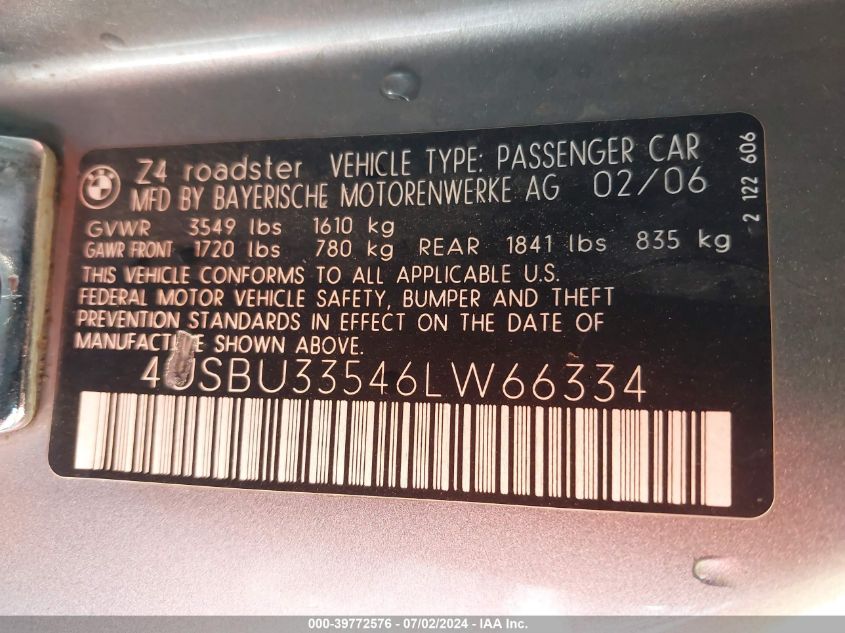 BMW
Z4 roadster VEHICLE TYPE: PASSENGER CAR
MFD BY BAYERISCHE MOTORENWERKE AG 02/06
GVWR 3549 lbs 1610 kg
GAWR FRONT 1720 lbs 780 kg REAR 1841 lbs 835 kg
THIS VEHICLE CONFORMS TO ALL APPLICABLE U.S.
FEDERAL MOTOR VEHICLE SAFETY, BUMPER AND THEFT
PREVENTION STANDARDS IN EFFECT ON THE DATE OF
MANUFACTURE SHOWN ABOVE.
4USBU33546LW66334
2 122 606
000-39772576 - 07/02/2024 - IAA, Inc.